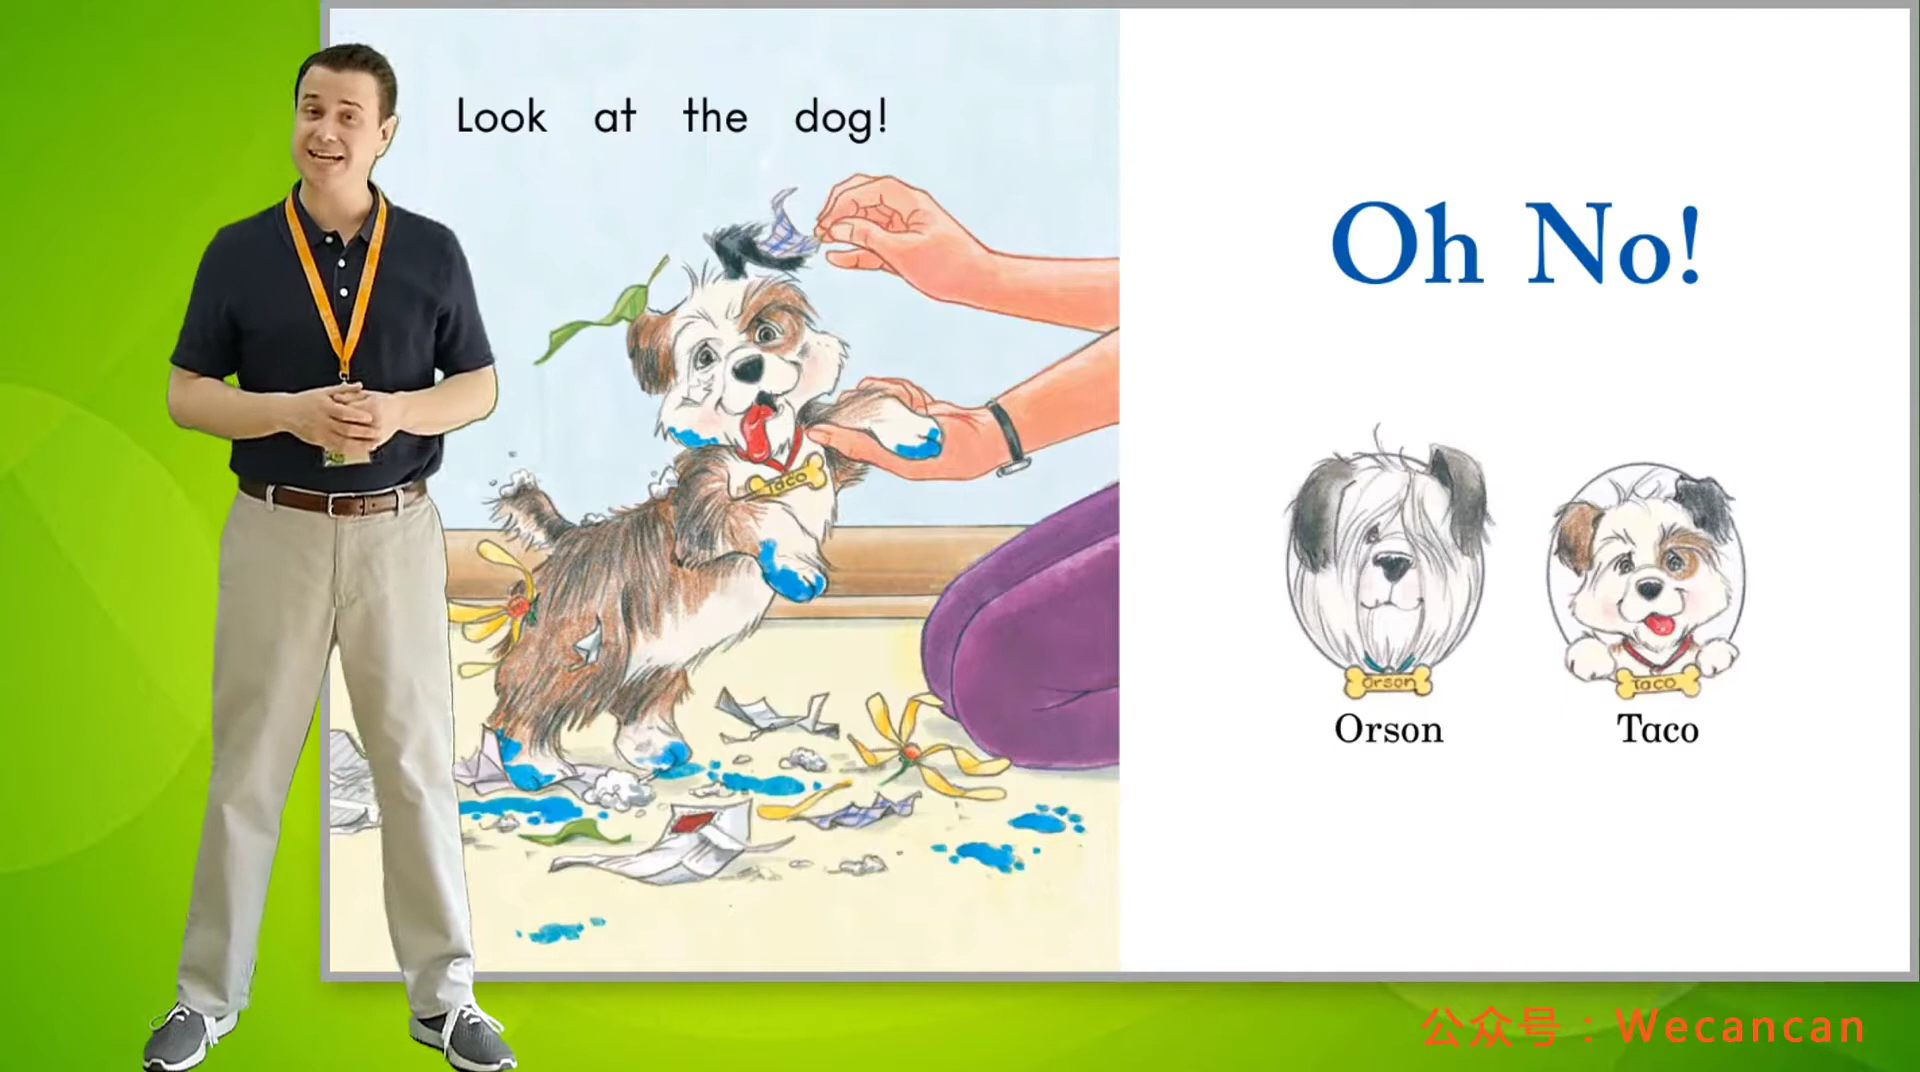 Look at the dog!
Taco
Oh No!
Orson
Taco
Orson
Taco
公众号：Wecancan